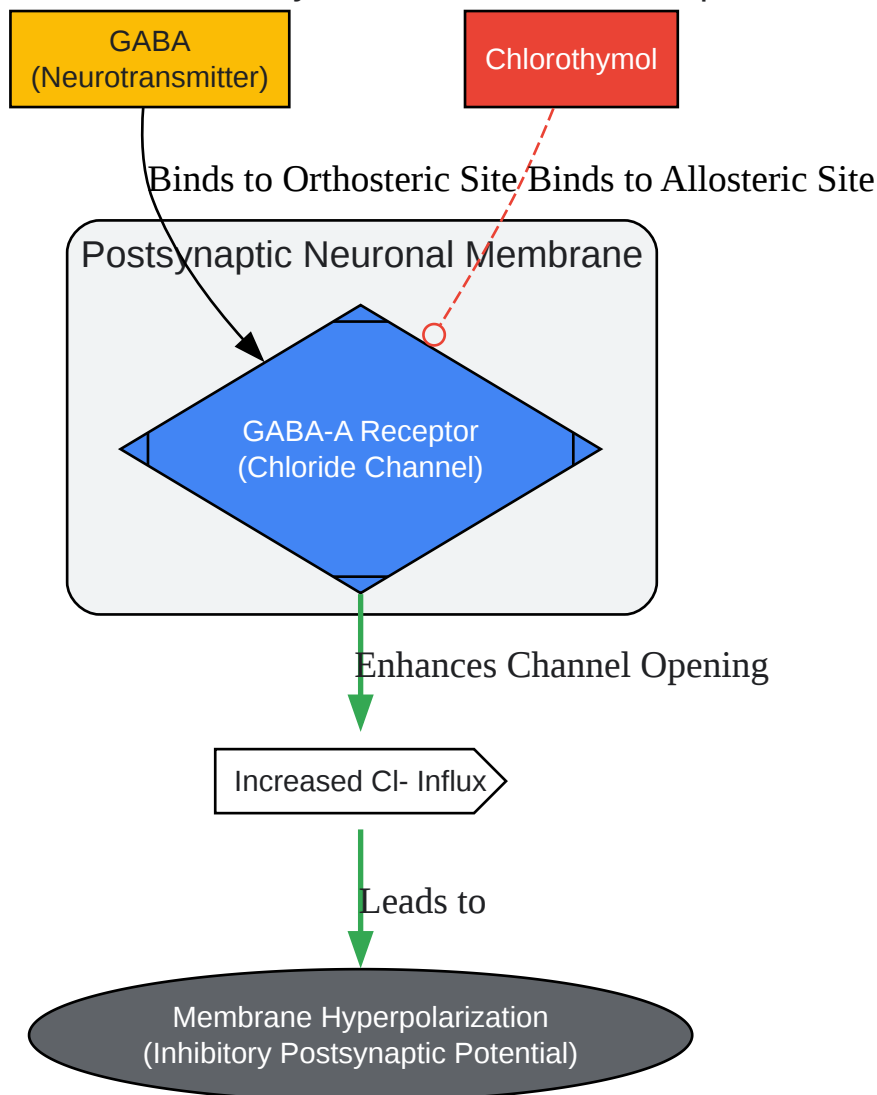 GABA
(Neurotransmitter)
Chlorothymol
Binds to Orthosteric Site
Binds to Allosteric Site
Postsynaptic Neuronal Membrane
GABA-A Receptor
(Chloride Channel)
Enhances Channel Opening
Increased Cl- Influx
Leads to
Membrane Hyperpolarization
(Inhibitory Postsynaptic Potential)